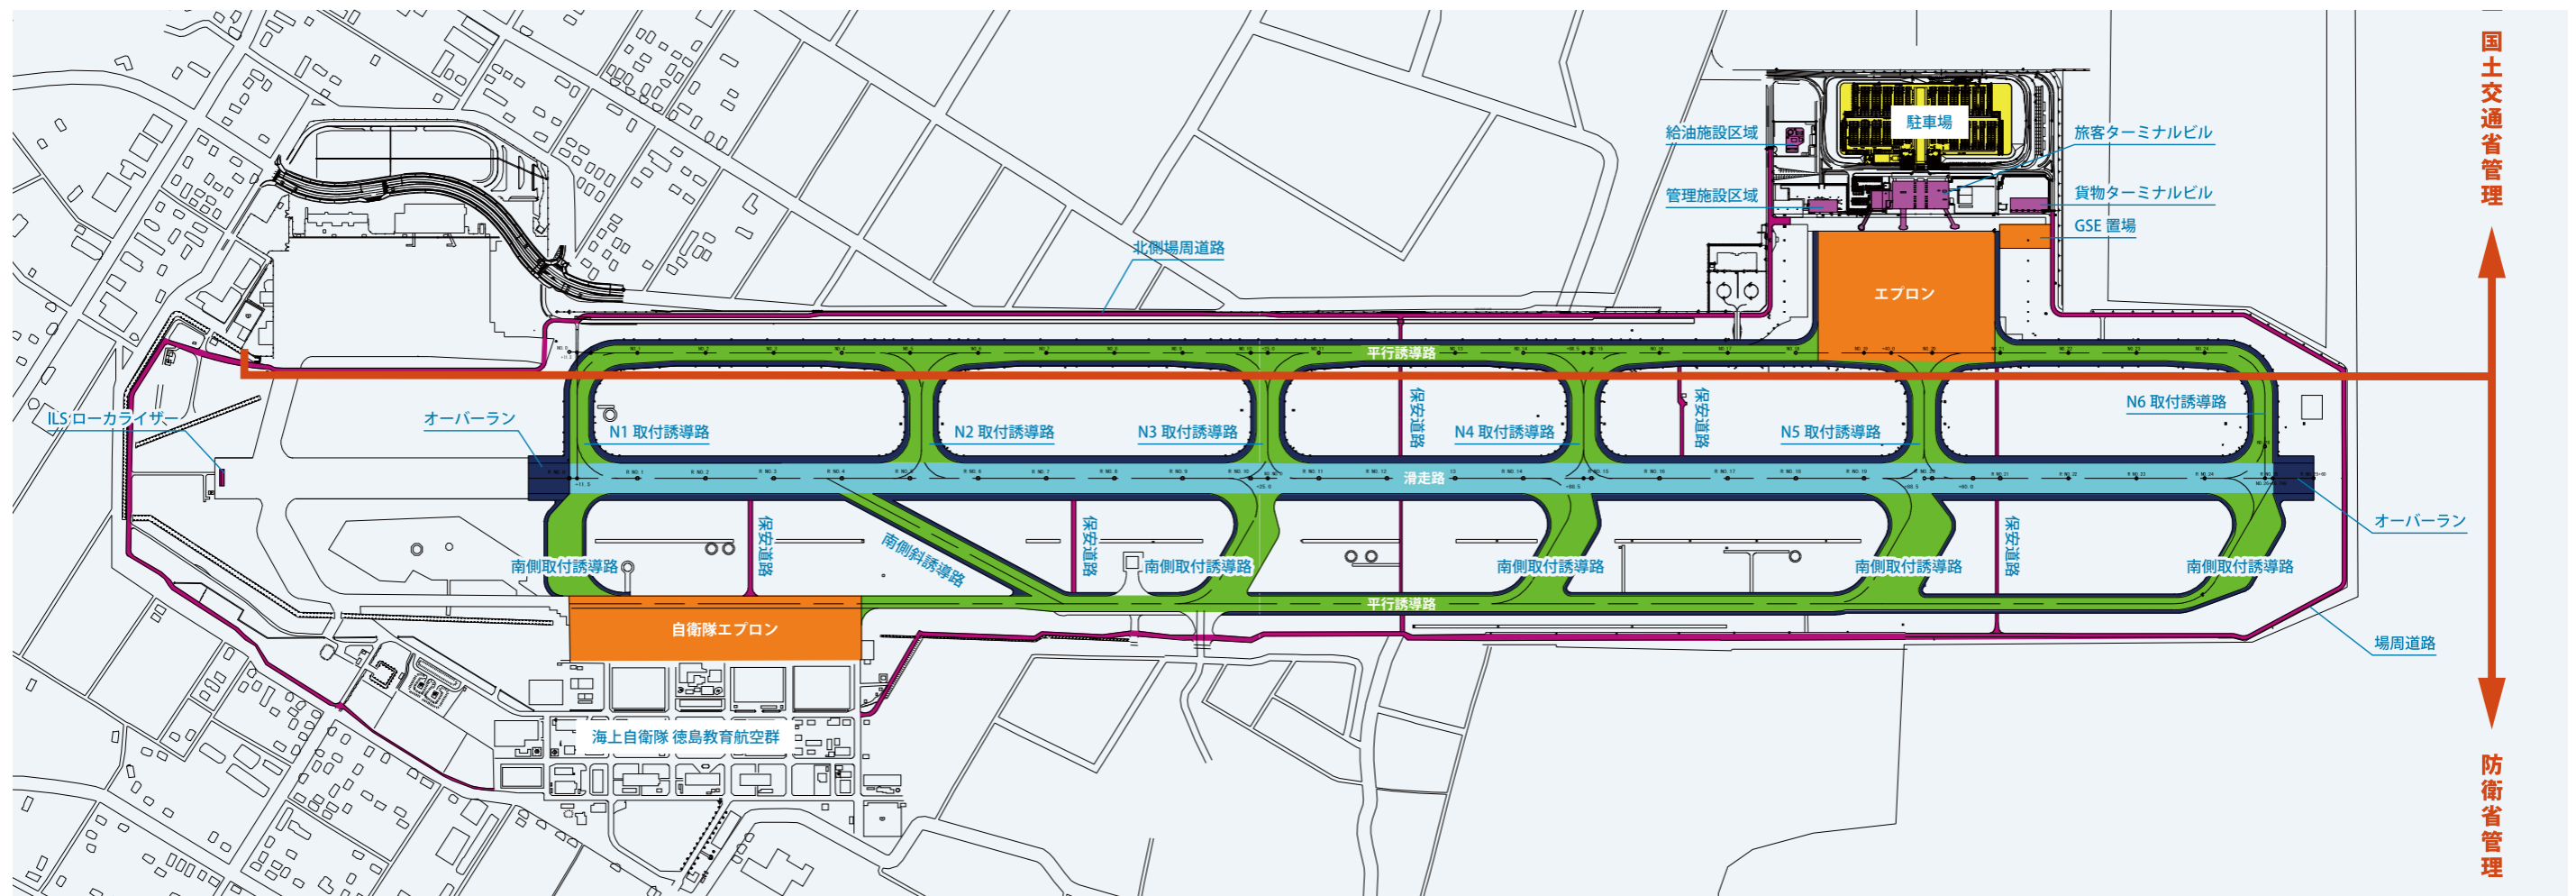 国土交通省管理
駐車場
給油施設区域
旅客ターミナルビル
管理施設区域
貨物ターミナルビル
GSE 置場
北側場周道路
エプロン
平行誘導路
ILS ローカライザー
オーバーラン
N1 取付誘導路
N2 取付誘導路
N3 取付誘導路
保安道路
N4 取付誘導路
保安道路
N5 取付誘導路
N6 取付誘導路
滑走路
オーバーラン
南側取付誘導路
保安道路
南側斜誘導路
保安道路
南側取付誘導路
南側取付誘導路
南側取付誘導路
保安道路
南側取付誘導路
平行誘導路
自衛隊エプロン
場周道路
海上自衛隊 徳島教育航空群
防衛省管理